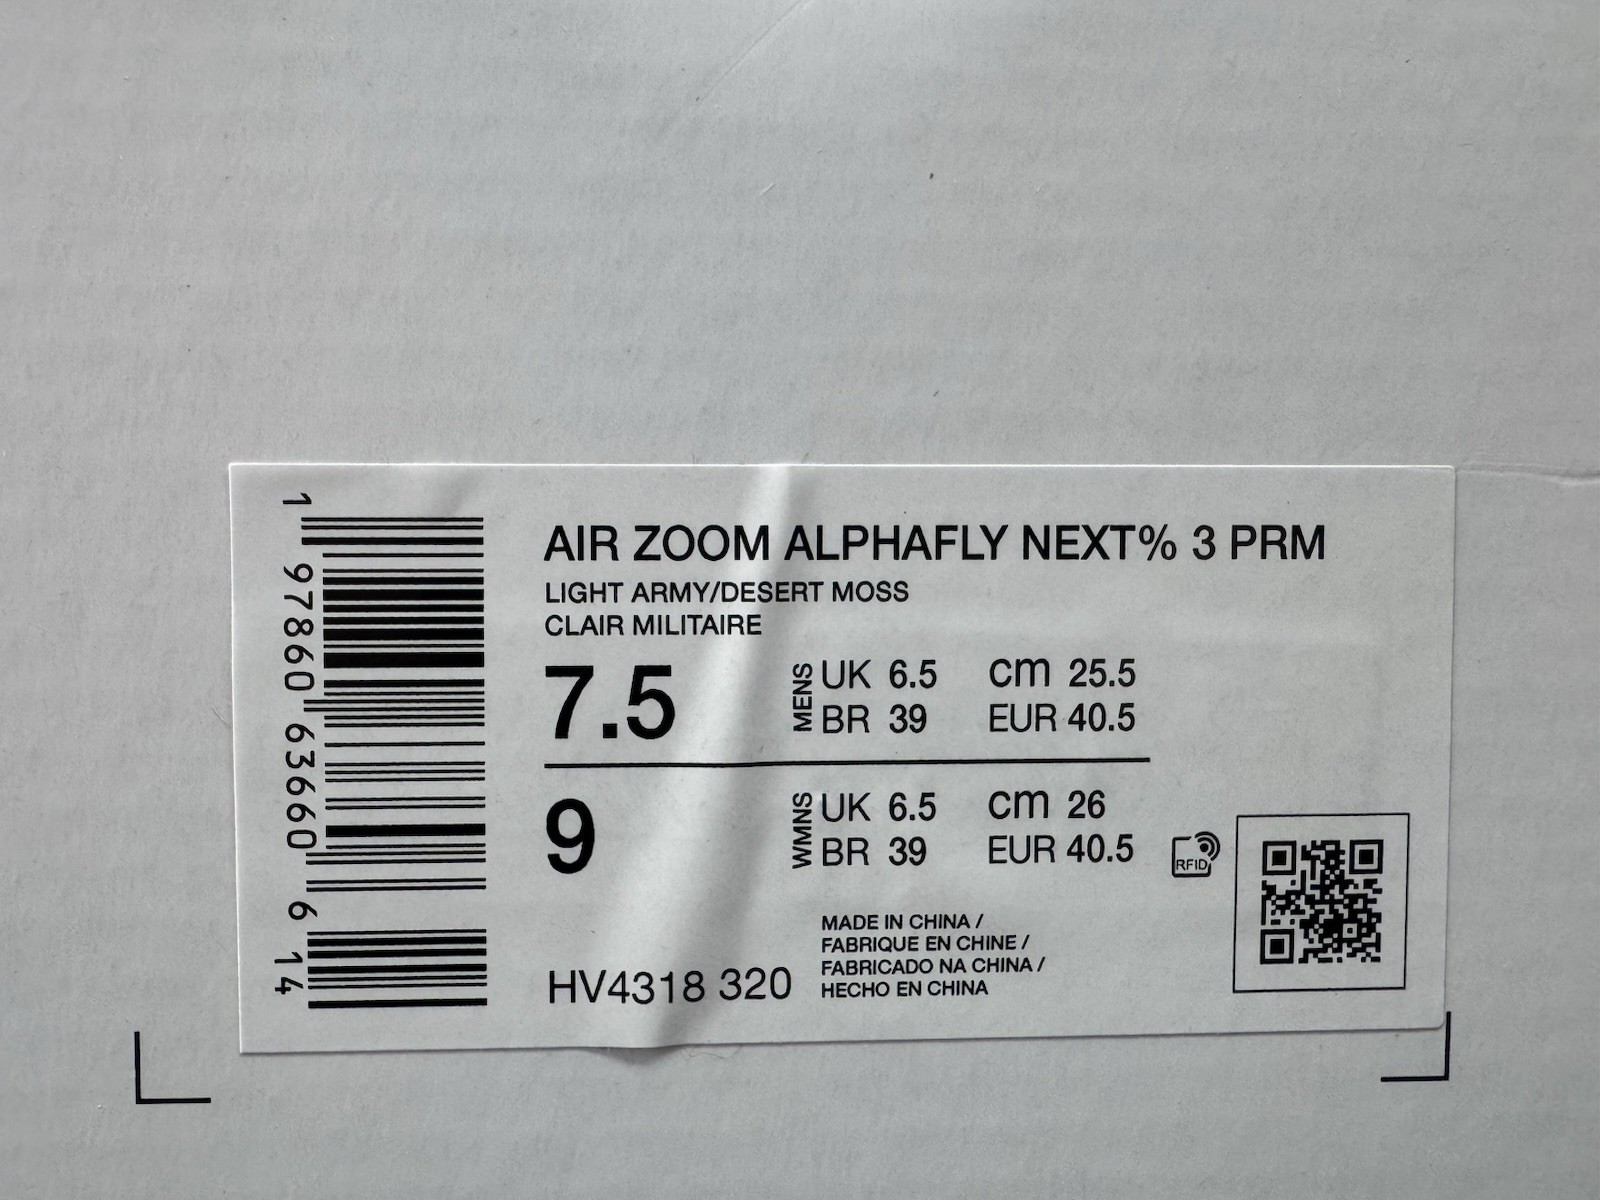 1 97860 63660 6 14
AIR ZOOM ALPHAFLY NEXT% 3 PRM
LIGHT ARMY/DESERT MOSS
CLAIR MILITAIRE
7.5
MENS
UK 6.5 cm 25.5
BR 39 EUR 40.5
9
WMNS
UK 6.5 cm 26
BR 39 EUR 40.5
RFID
HV4318 320
MADE IN CHINA /
FABRIQUE EN CHINE /
FABRICADO NA CHINA /
HECHO EN CHINA